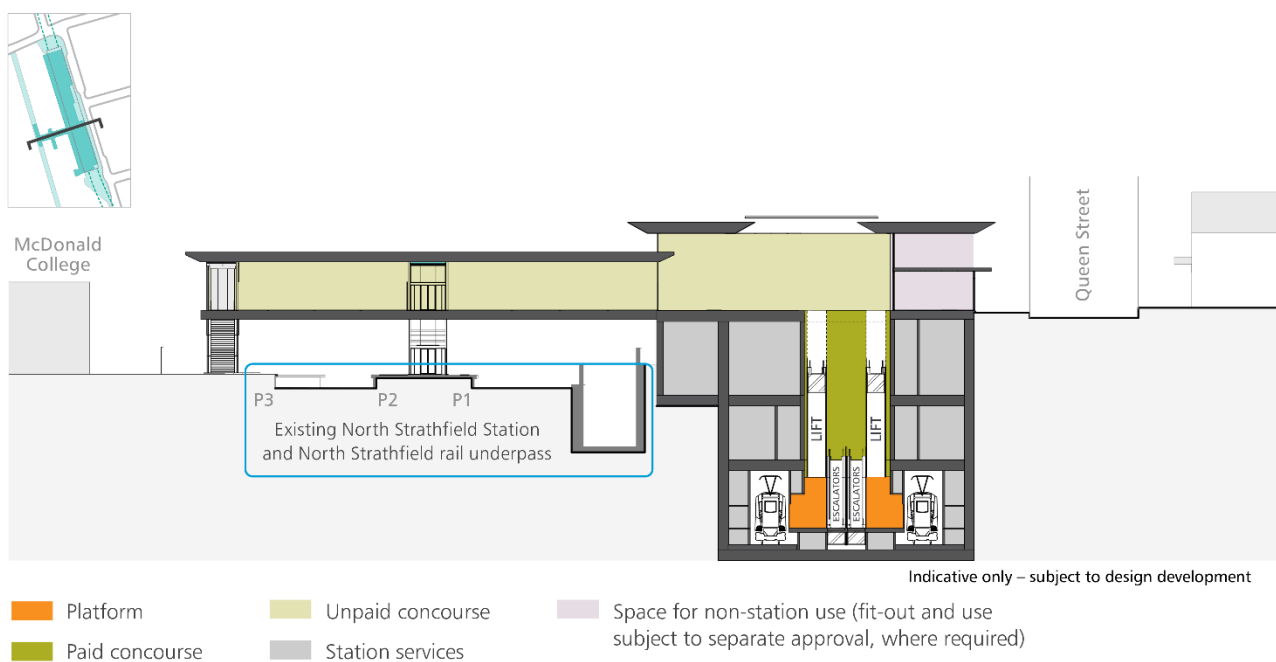 McDonald
College
Queen Street
P3
P2
P1
Existing North Strathfield Station
and North Strathfield rail underpass
LIFT
LIFT
ESCALATORS
ESCALATORS
Indicative only – subject to design development
Platform
Unpaid concourse
Space for non-station use (fit-out and use
subject to separate approval, where required)
Paid concourse
Station services